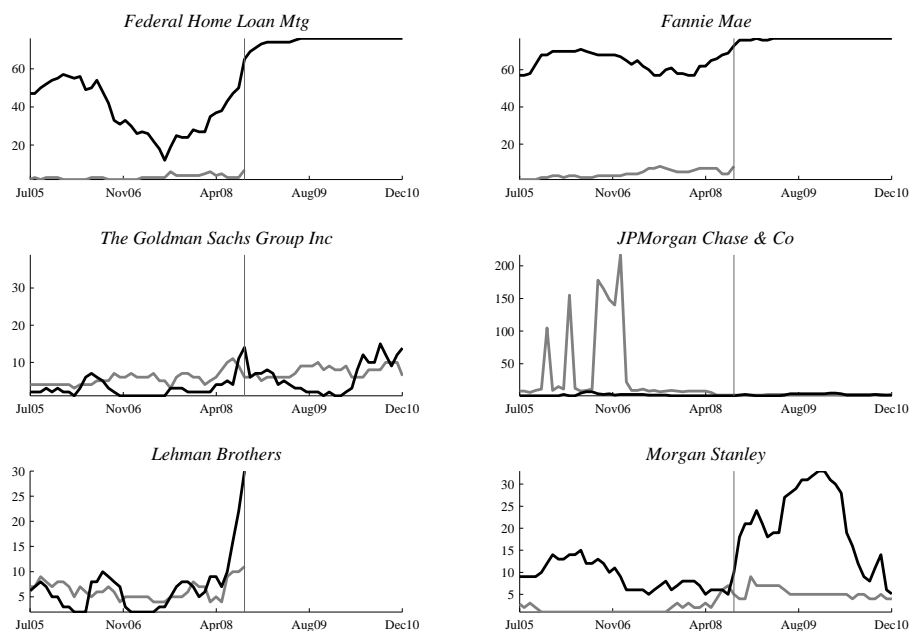 Federal Home Loan Mtg
60
40
20
Jul05 Nov06 Apr08 Aug09 Dec10
Fannie Mae
60
40
20
Jul05 Nov06 Apr08 Aug09 Dec10
The Goldman Sachs Group Inc
30
20
10
Jul05 Nov06 Apr08 Aug09 Dec10
JPMorgan Chase & Co
200
150
100
50
Jul05 Nov06 Apr08 Aug09 Dec10
Lehman Brothers
30
25
20
15
10
5
Jul05 Nov06 Apr08 Aug09 Dec10
Morgan Stanley
30
25
20
15
10
5
Jul05 Nov06 Apr08 Aug09 Dec10